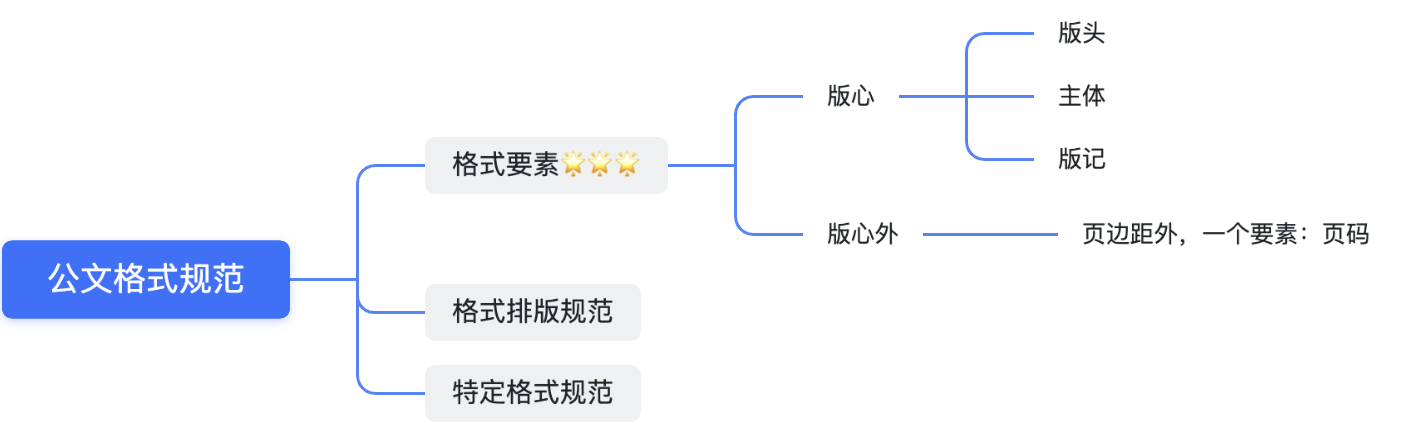 公文格式规范
格式要素🌟🌟🌟
版心
版头
主体
版记
版心外
页边距外，一个要素：页码
格式排版规范
特定格式规范